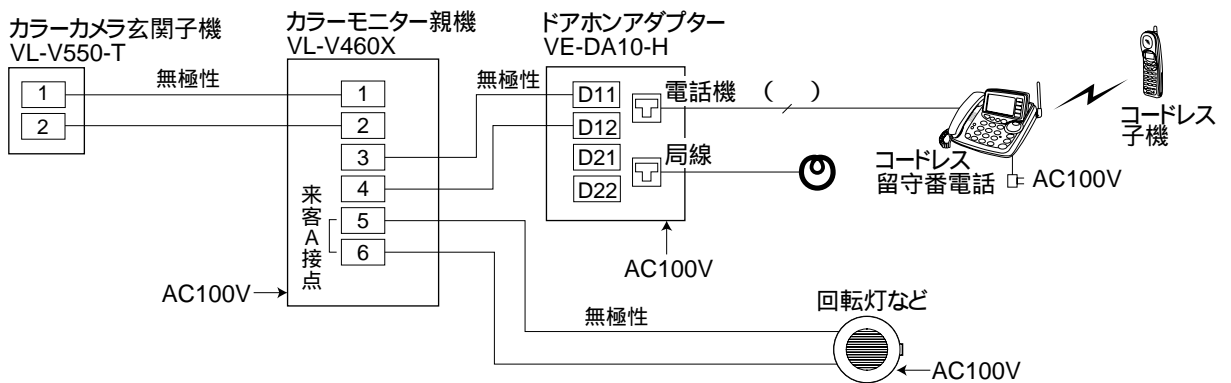 カラーカメラ玄関子機
VL-V550-T
1
2
無極性
カラーモニター親機
VL-V460X
1
2
3
4
5
6
来客A接点
AC100V
無極性
ドアホンアダプター
VE-DA10-H
D11
D12
D21
D22
電話機 ( )
局線
AC100V
コードレス
留守番電話
AC100V
コードレス
子機
無極性
回転灯など
AC100V